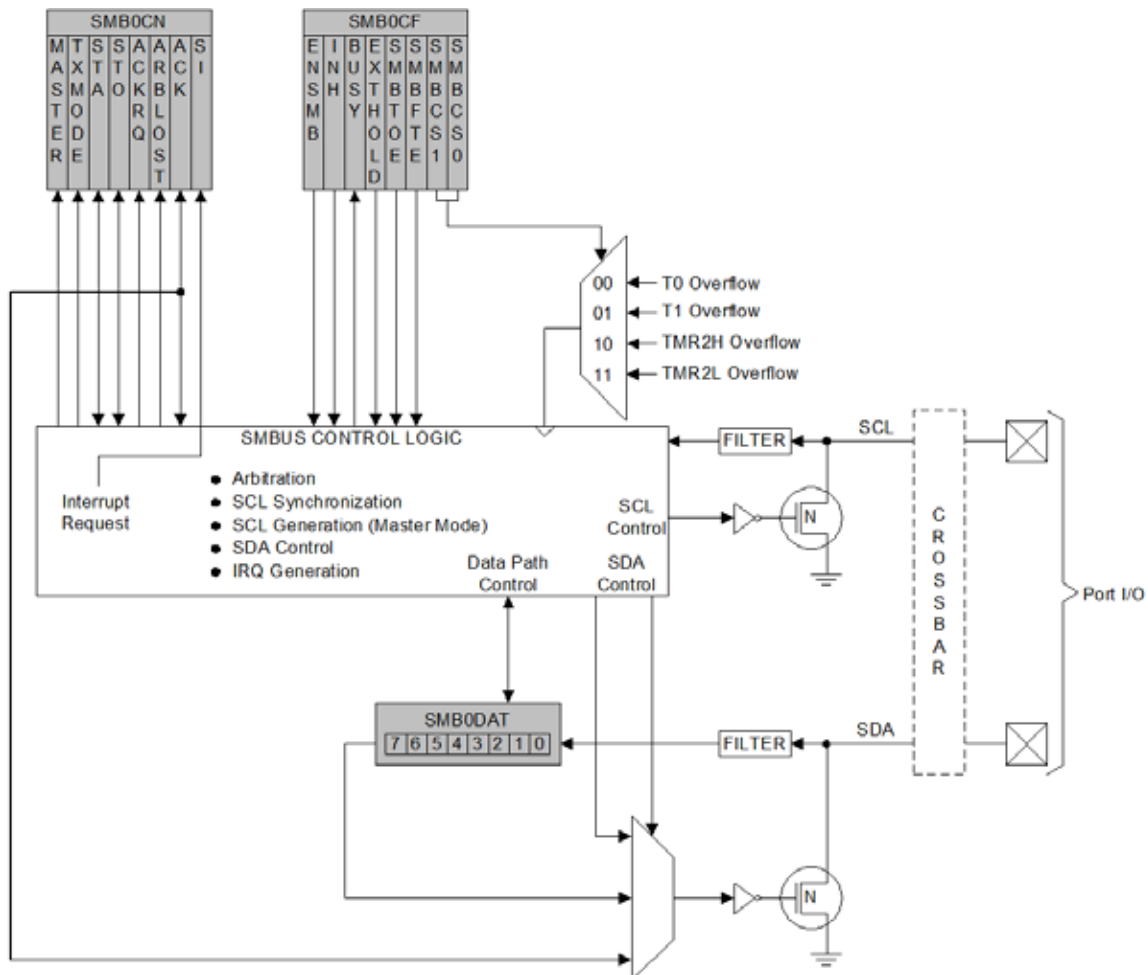 SMB0CN
MASTER
TXMODE
STA
STO
ACKRQ
ARBLOST
ACK
SI
SMB0CF
ENSMB
INH
BUSY
EXTHOLD
SMBTOE
SMBFTE
SMBCS1
SMBCS0
00
T0 Overflow
01
T1 Overflow
10
TMR2H Overflow
11
TMR2L Overflow
SMBUS CONTROL LOGIC
Interrupt
Request
● Arbitration
● SCL Synchronization
● SCL Generation (Master Mode)
● SDA Control
● IRQ Generation
Data Path
Control
SCL
Control
SDA
Control
FILTER
SCL
N
CROSSBAR
Port I/O
SMB0DAT
7 6 5 4 3 2 1 0
FILTER
SDA
N